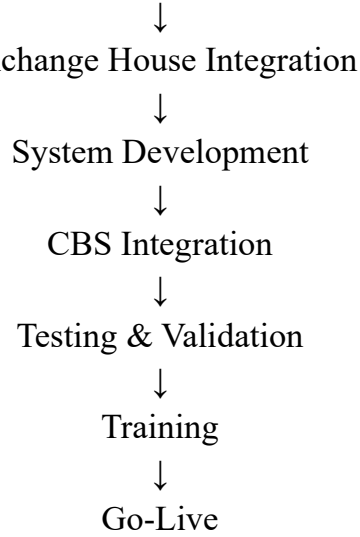 ↓
change House Integration
↓
System Development
↓
CBS Integration
↓
Testing & Validation
↓
Training
↓
Go-Live